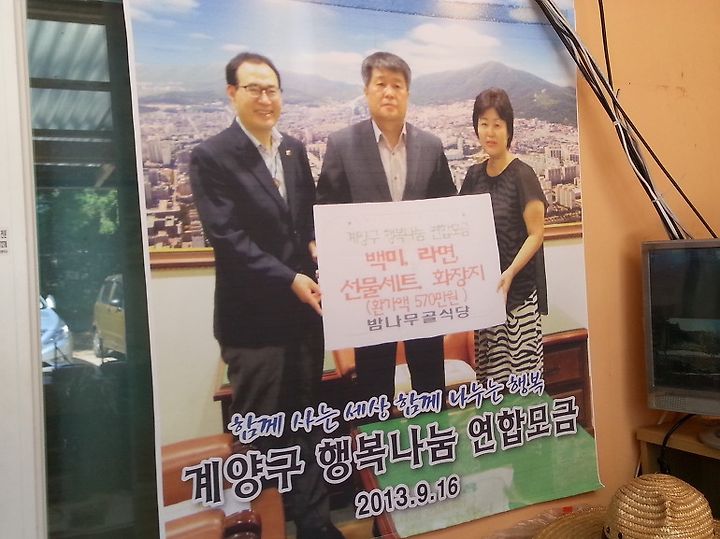 계양구 행복나눔 연합모금
백미, 라면,
선물세트, 화장지
(환가액 570만원)
밤나무골식당
함께 사는 세상 함께 나누는 행복
계양구 행복나눔 연합모금
2013.9.16